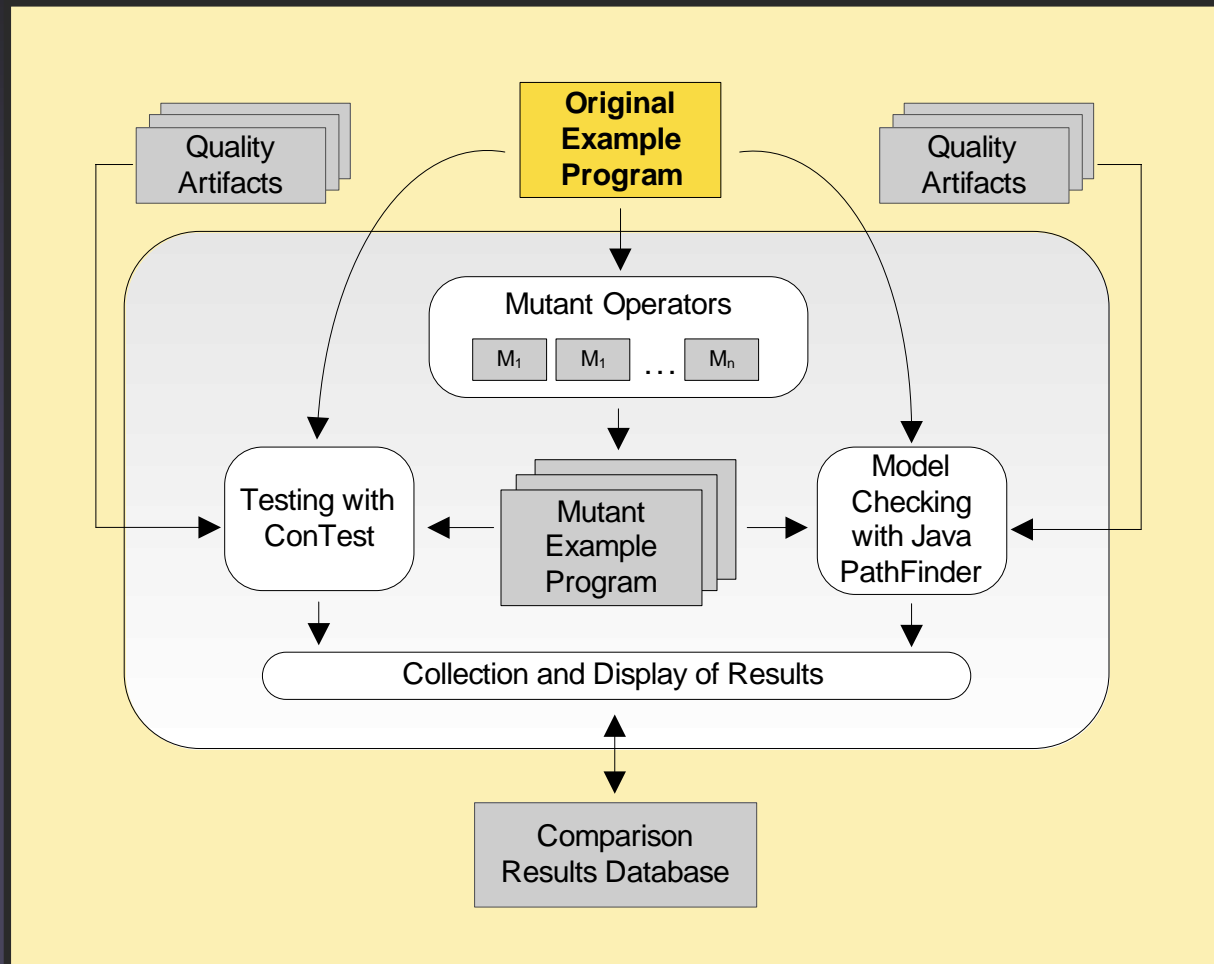 Original
Example
Program
Quality
Artifacts
Quality
Artifacts
Mutant Operators
M₁ M₁ ... Mₙ
Testing with
ConTest
Mutant
Example
Program
Model
Checking
with Java
PathFinder
Collection and Display of Results
Comparison
Results Database